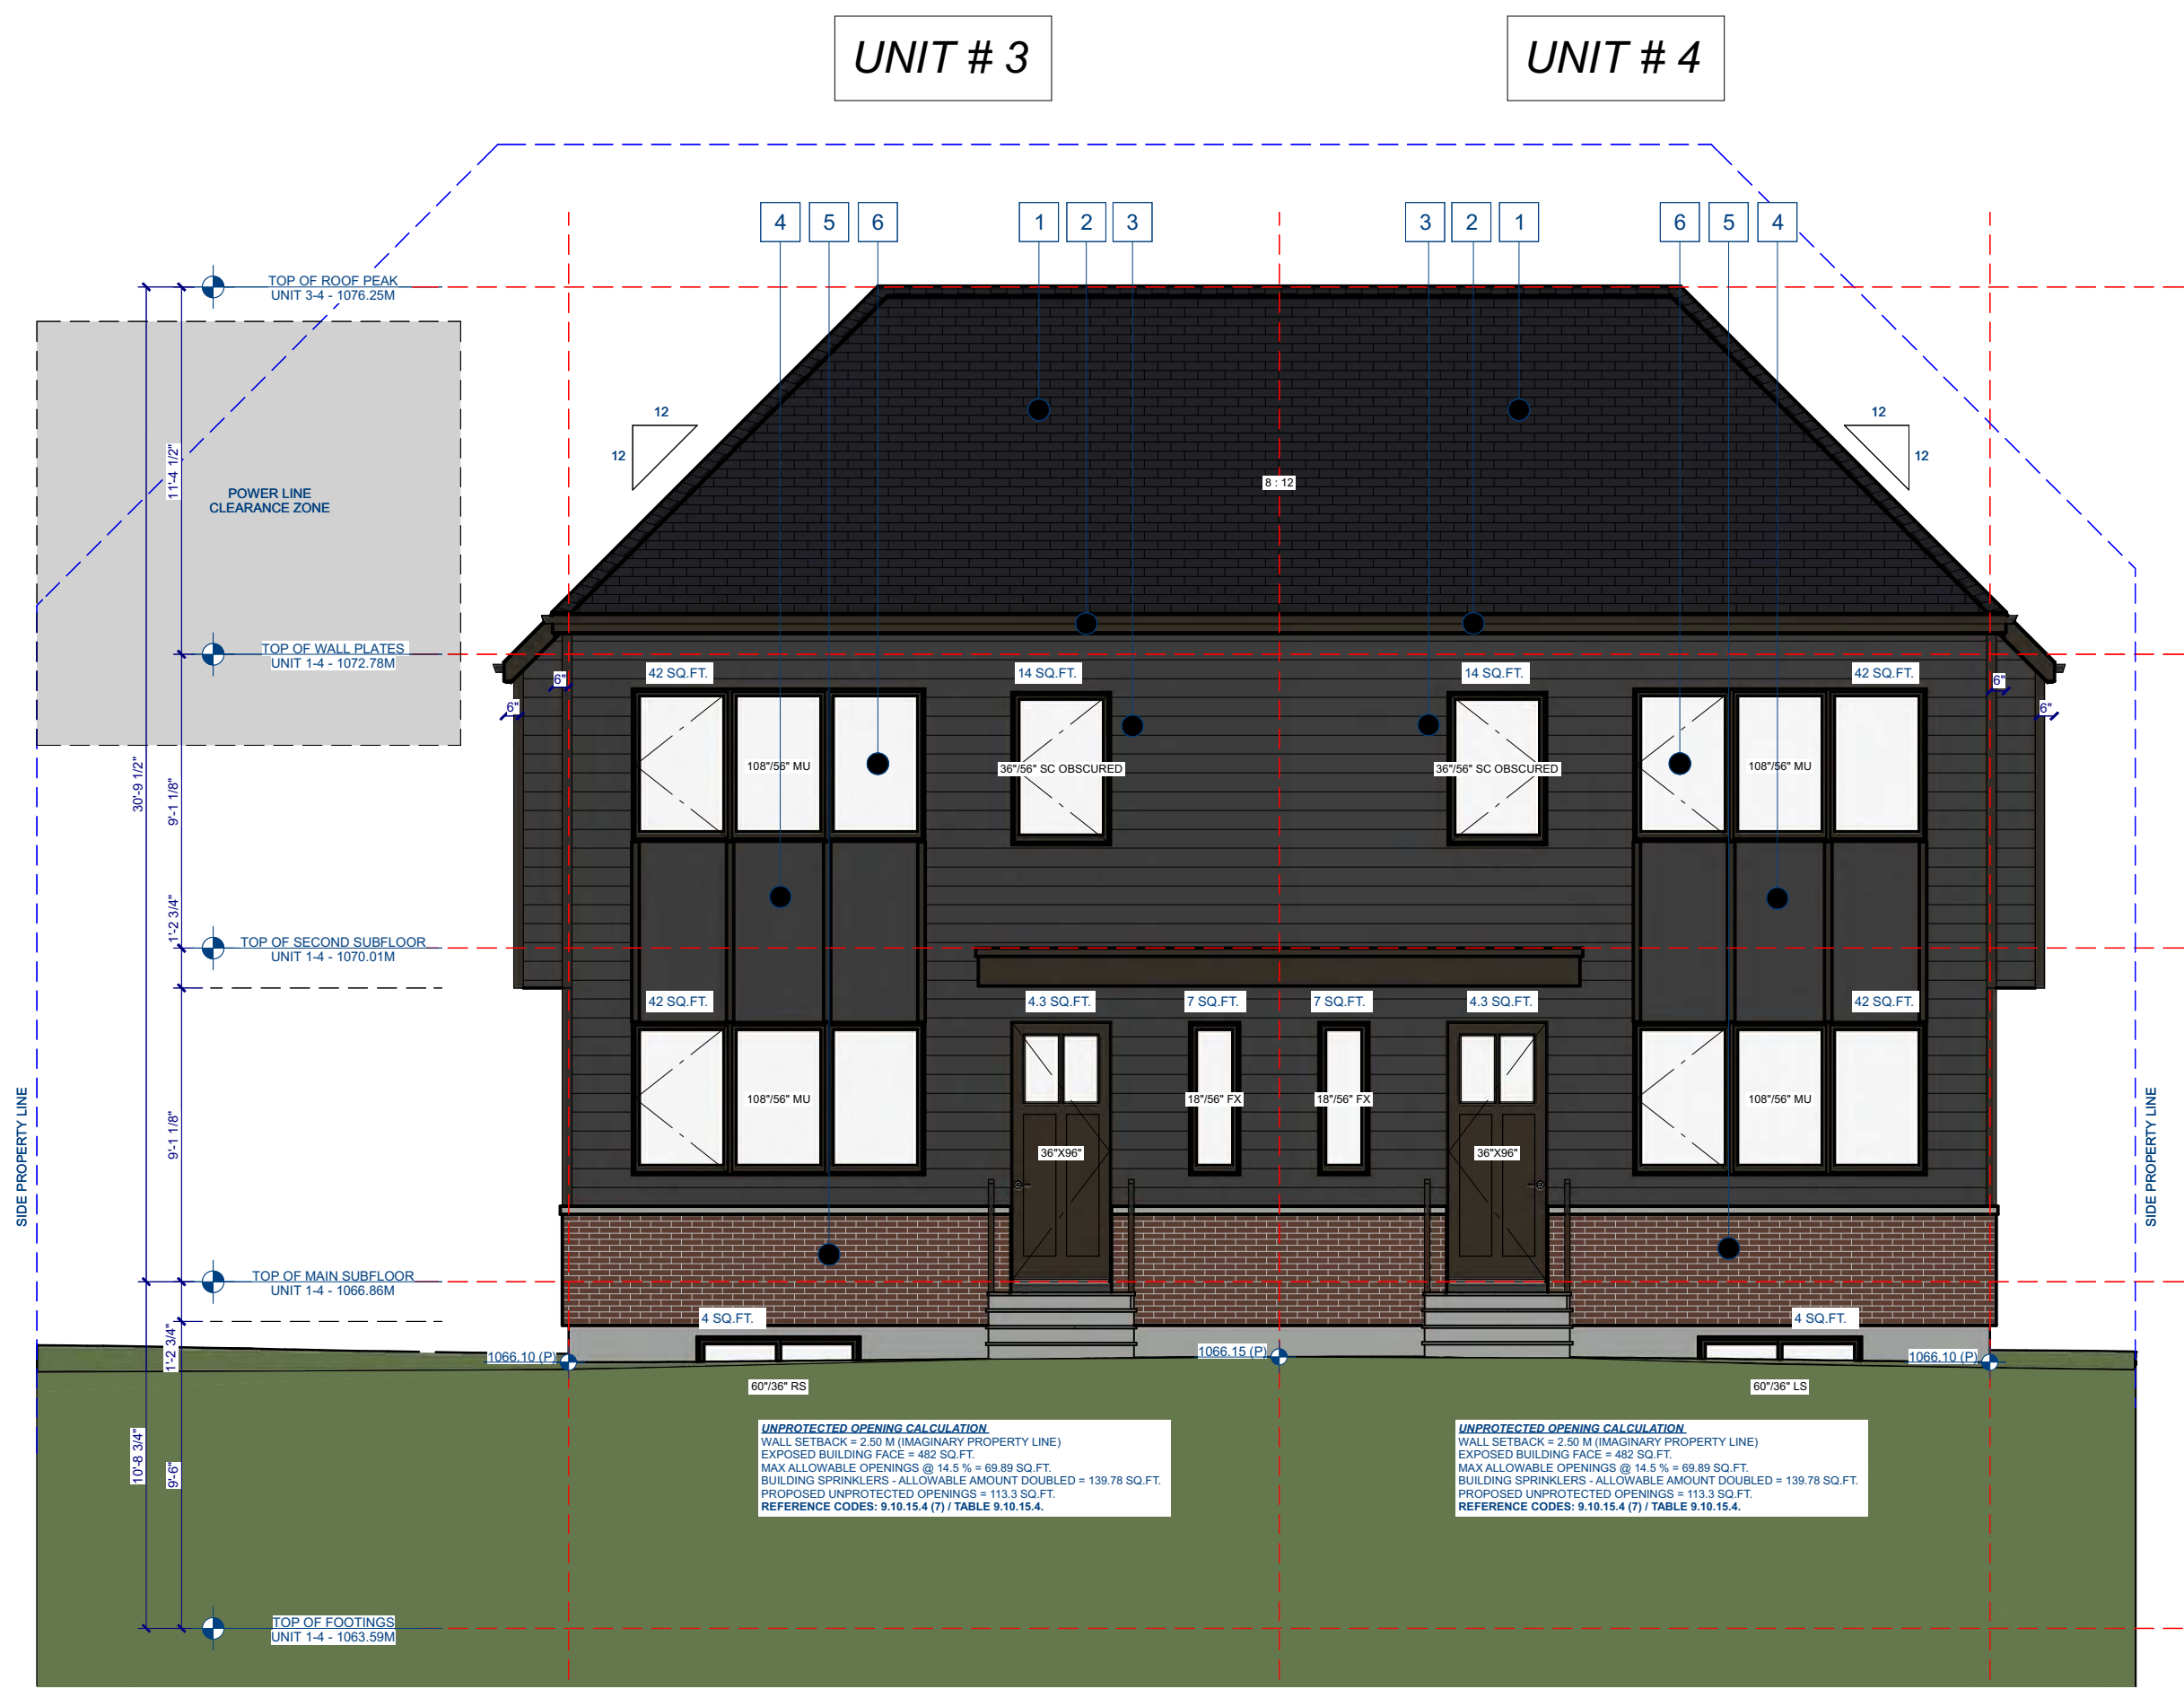 UNIT # 3
UNIT # 4
4 5 6 1 2 3 3 2 1 6 5 4
TOP OF ROOF PEAK
UNIT 3-4 - 1076.25M
12
12
12
12
11'-4 1/2"
POWER LINE
CLEARANCE ZONE
8 : 12
TOP OF WALL PLATES
UNIT 1-4 - 1072.78M
6"
6"
42 SQ.FT.
14 SQ.FT.
14 SQ.FT.
42 SQ.FT.
6"
6"
108"/56" MU
36"/56" SC OBSCURED
36"/56" SC OBSCURED
108"/56" MU
30'-9 1/2"
9'-1 1/8"
1'-2 3/4"
TOP OF SECOND SUBFLOOR
UNIT 1-4 - 1070.01M
42 SQ.FT.
4.3 SQ.FT.
7 SQ.FT.
7 SQ.FT.
4.3 SQ.FT.
42 SQ.FT.
108"/56" MU
18"/56" FX
18"/56" FX
108"/56" MU
36"X96"
36"X96"
SIDE PROPERTY LINE
9'-1 1/8"
SIDE PROPERTY LINE
TOP OF MAIN SUBFLOOR
UNIT 1-4 - 1066.86M
4 SQ.FT.
4 SQ.FT.
1'-2 3/4"
1066.10 (P)
1066.15 (P)
1066.10 (P)
60"/36" RS
60"/36" LS
10'-8 3/4"
9'-6"
UNPROTECTED OPENING CALCULATION
WALL SETBACK = 2.50 M (IMAGINARY PROPERTY LINE)
EXPOSED BUILDING FACE = 482 SQ.FT.
MAX ALLOWABLE OPENINGS @ 14.5 % = 69.89 SQ.FT.
BUILDING SPRINKLERS - ALLOWABLE AMOUNT DOUBLED = 139.78 SQ.FT.
PROPOSED UNPROTECTED OPENINGS = 113.3 SQ.FT.
REFERENCE CODES: 9.10.15.4 (7) / TABLE 9.10.15.4.
UNPROTECTED OPENING CALCULATION
WALL SETBACK = 2.50 M (IMAGINARY PROPERTY LINE)
EXPOSED BUILDING FACE = 482 SQ.FT.
MAX ALLOWABLE OPENINGS @ 14.5 % = 69.89 SQ.FT.
BUILDING SPRINKLERS - ALLOWABLE AMOUNT DOUBLED = 139.78 SQ.FT.
PROPOSED UNPROTECTED OPENINGS = 113.3 SQ.FT.
REFERENCE CODES: 9.10.15.4 (7) / TABLE 9.10.15.4.
TOP OF FOOTINGS
UNIT 1-4 - 1063.59M